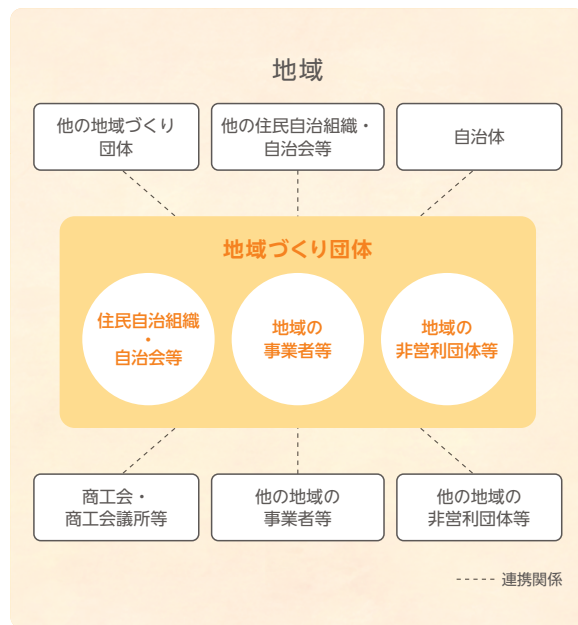 地域
他の地域づくり
団体
他の住民自治組織・
自治会等
自治体
地域づくり団体
住民自治組織
・
自治会等
地域の
事業者等
地域の
非営利団体等
商工会・
商工会議所等
他の地域の
事業者等
他の地域の
非営利団体等
----- 連携関係